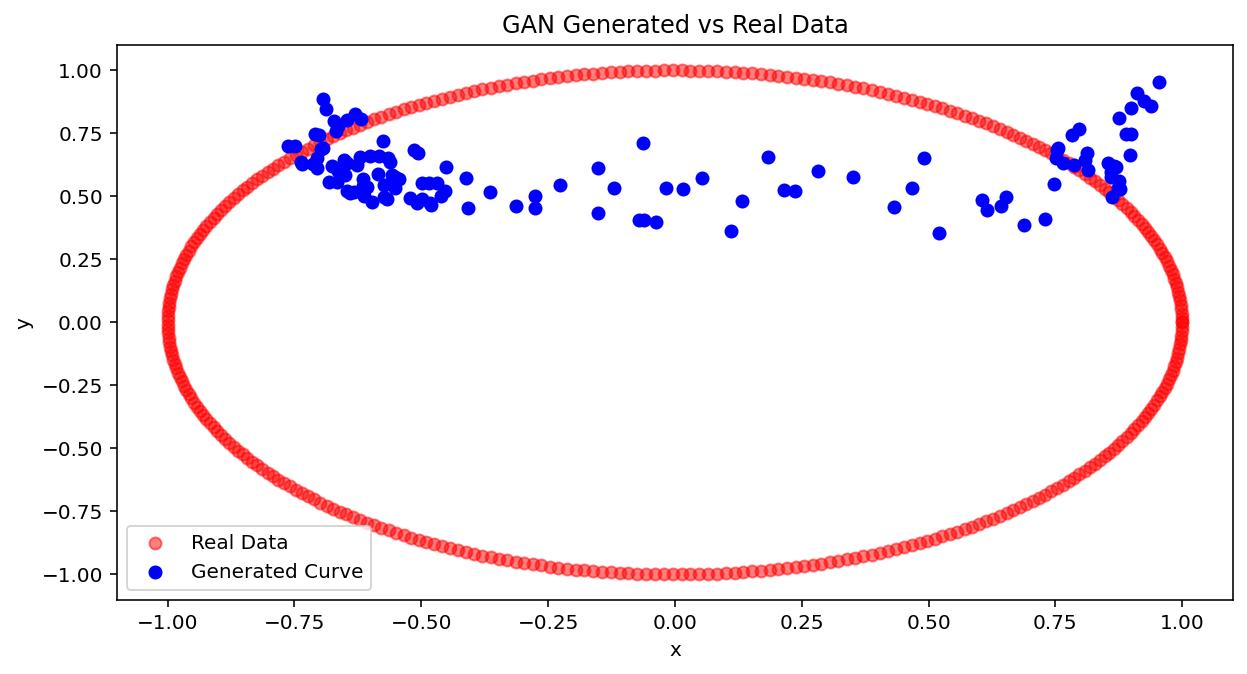 GAN Generated vs Real Data
1.00
0.75
0.50
0.25
0.00
−0.25
−0.50
−0.75
−1.00
y
Real Data
Generated Curve
−1.00 −0.75 −0.50 −0.25 0.00 0.25 0.50 0.75 1.00
x